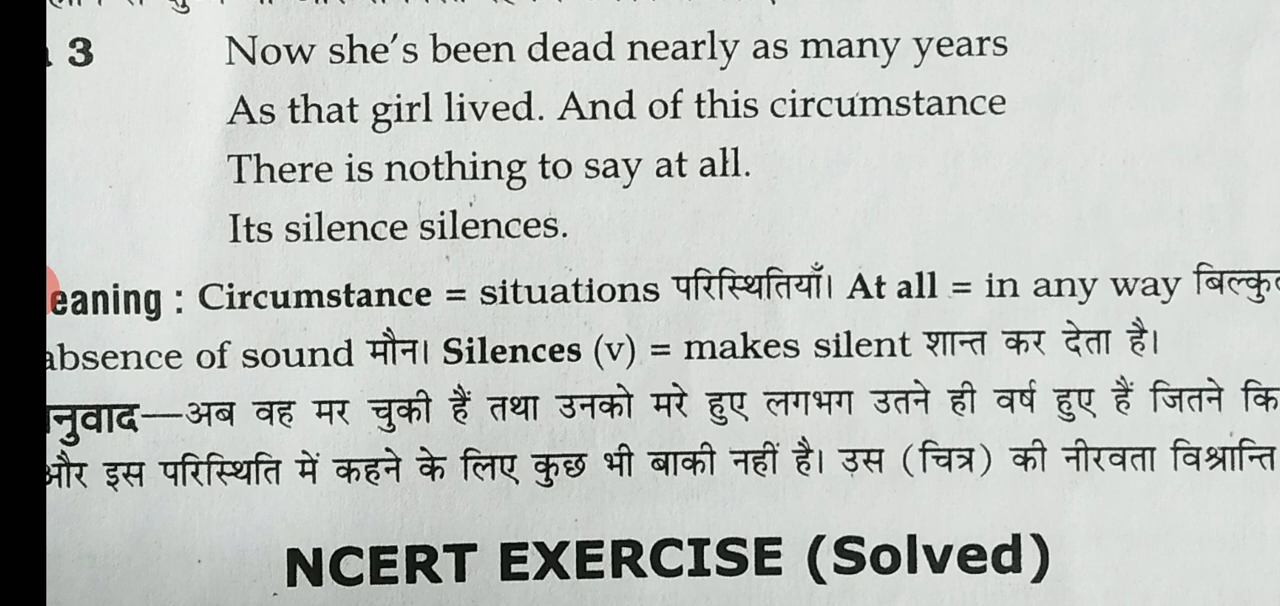 3 Now she's been dead nearly as many years
As that girl lived. And of this circumstance
There is nothing to say at all.
Its silence silences.
eaning : Circumstance = situations परिस्थितियाँ। At all = in any way
absence of sound मौन। Silences (v) = makes silent शान्त कर देता है।
नुवाद—अब वह मर चुकी हैं तथा उनको मरे हुए लगभग उतने ही वर्ष हुए हैं जितने कि
और इस परिस्थिति में कहने के लिए कुछ भी बाकी नहीं है। उस (चित्र) की नीरवता विश्रान्ति
NCERT EXERCISE (Solved)